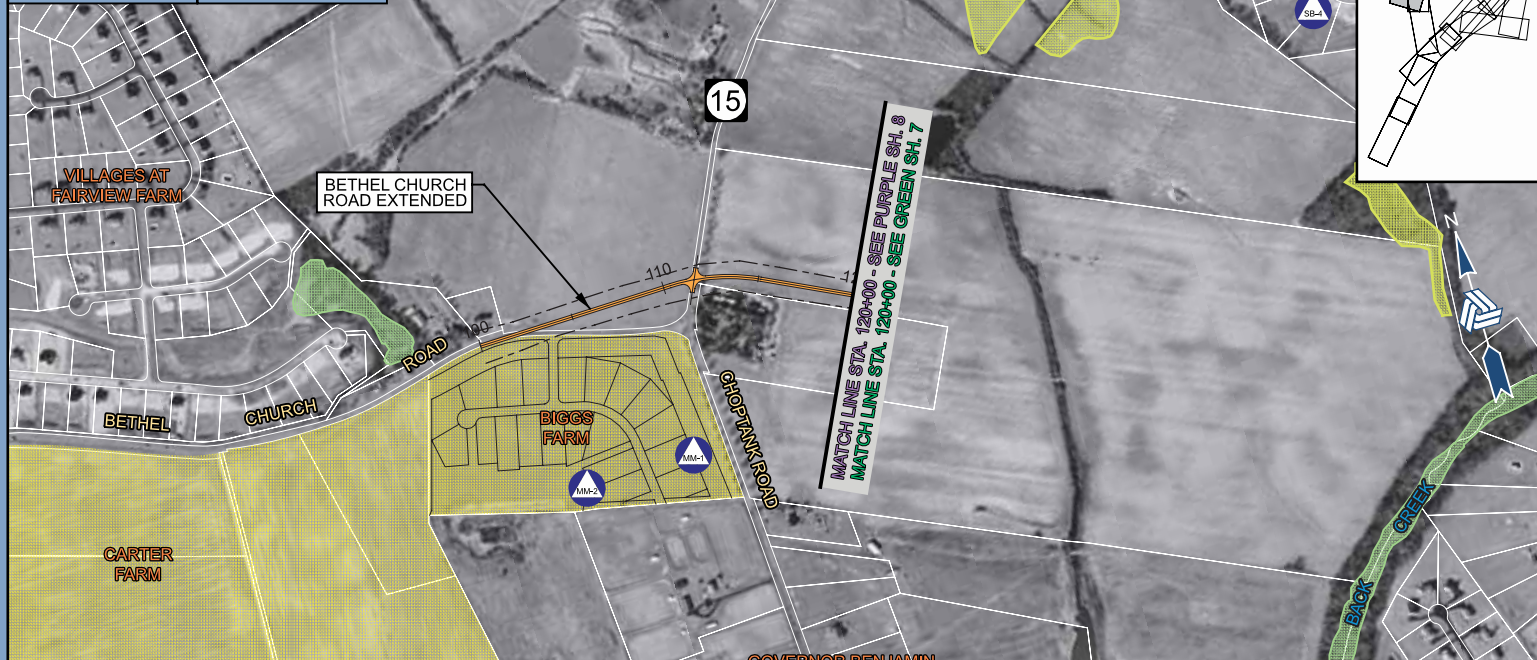 SB-4
15
VILLAGES AT
FAIRVIEW FARM
BETHEL CHURCH
ROAD EXTENDED
MATCH LINE STA. 120+00 - SEE PURPLE SH. 8
MATCH LINE STA. 120+00 - SEE GREEN SH. 7
N
110
ROAD
BETHEL
CHURCH
CHOPTANK ROAD
BIGGS
FARM
MM-1
MM-2
CARTER
FARM
CREEK
BACK
GOVERNOR BENJAMIN